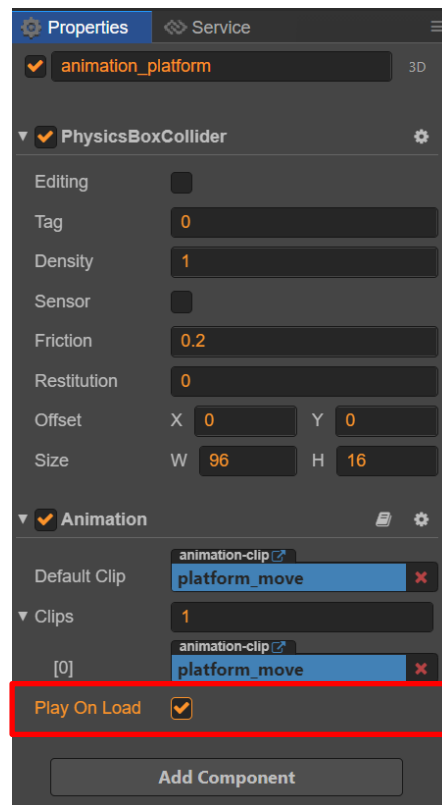 Properties Service
animation_platform 3D
PhysicsBoxCollider
Editing
Tag 0
Density 1
Sensor
Friction 0.2
Restitution 0
Offset X 0 Y 0
Size W 96 H 16
Animation
animation-clip
Default Clip platform_move
Clips 1
animation-clip
[0] platform_move
Play On Load
Add Component